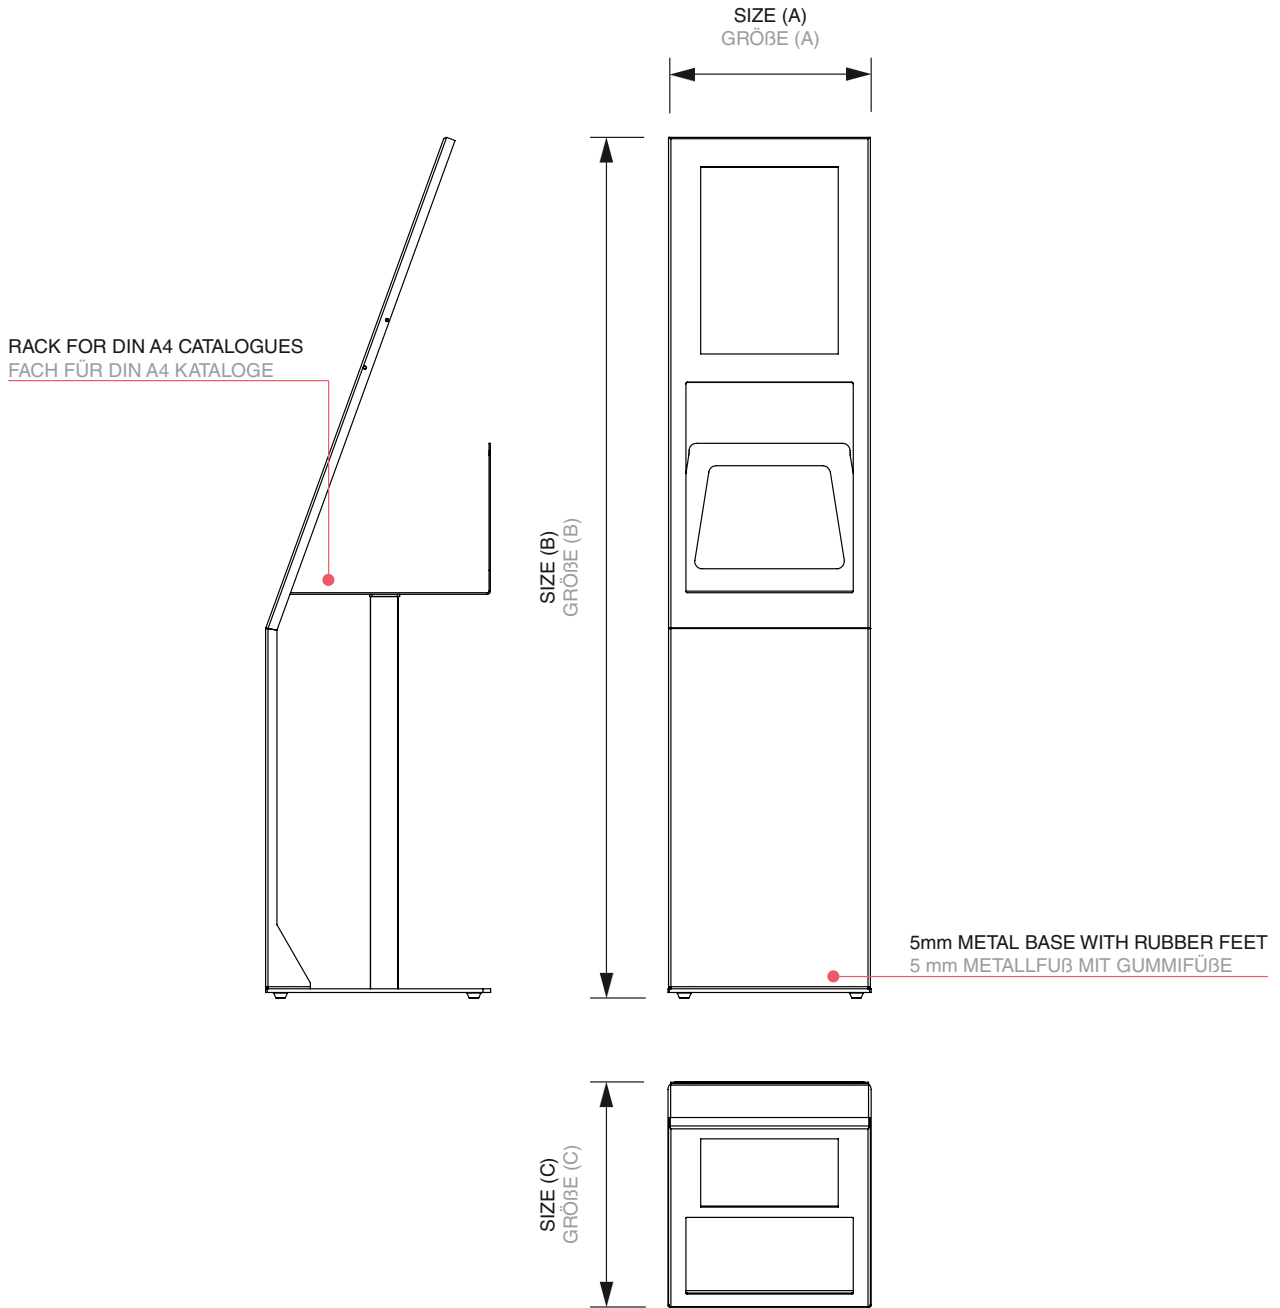 SIZE (A)
GRÖßE (A)
RACK FOR DIN A4 CATALOGUES
FACH FÜR DIN A4 KATALOGE
SIZE (B)
GRÖßE (B)
5mm METAL BASE WITH RUBBER FEET
5 mm METALLFUß MIT GUMMIFÜßE
SIZE (C)
GRÖßE (C)